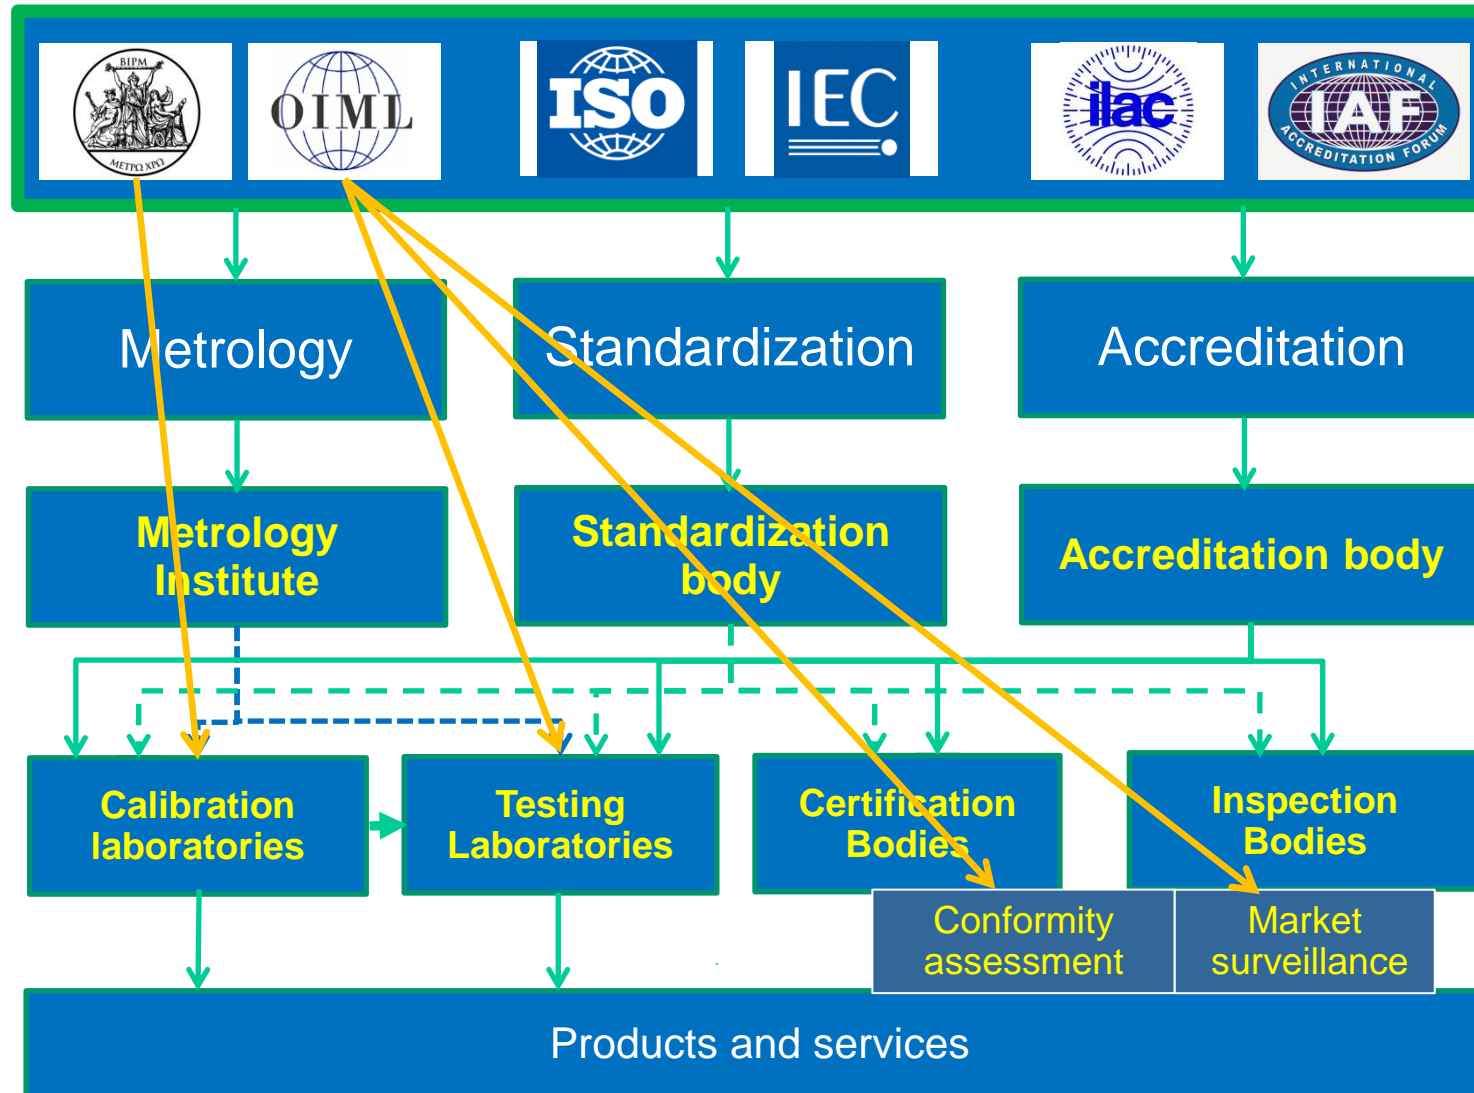 BIPM
ΜΕΤΡΩ ΧΡΩ
OIML
ISO
IEC
ilac
INTERNATIONAL
IAF
ACCREDITATION FORUM
Metrology
Standardization
Accreditation
Metrology
Institute
Standardization
body
Accreditation body
Calibration
laboratories
Testing
Laboratories
Certification
Bodies
Inspection
Bodies
Conformity
assessment
Market
surveillance
Products and services